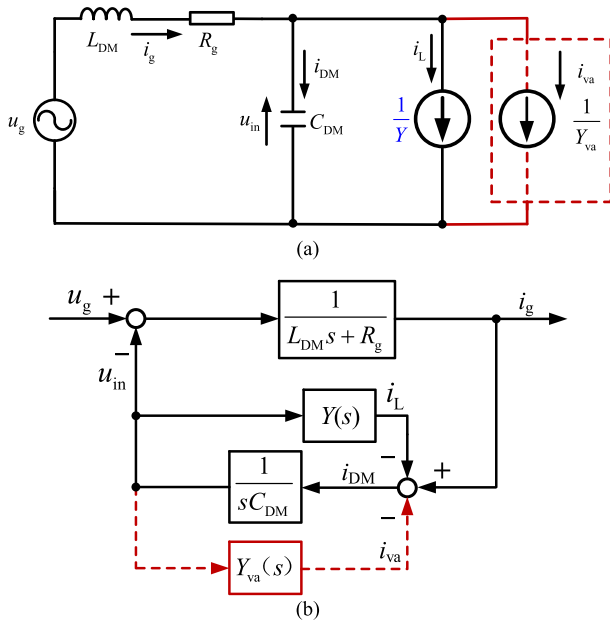 L_DM
i_g
R_g
i_DM
i_L
i_va
u_g
u_in
C_DM
1/Y
1/Y_va
(a)
u_g +
1/(L_DM s + R_g)
i_g
−
u_in
i_L
Y(s)
−
+
1/(sC_DM)
i_DM
−
i_va
Y_va(s)
(b)